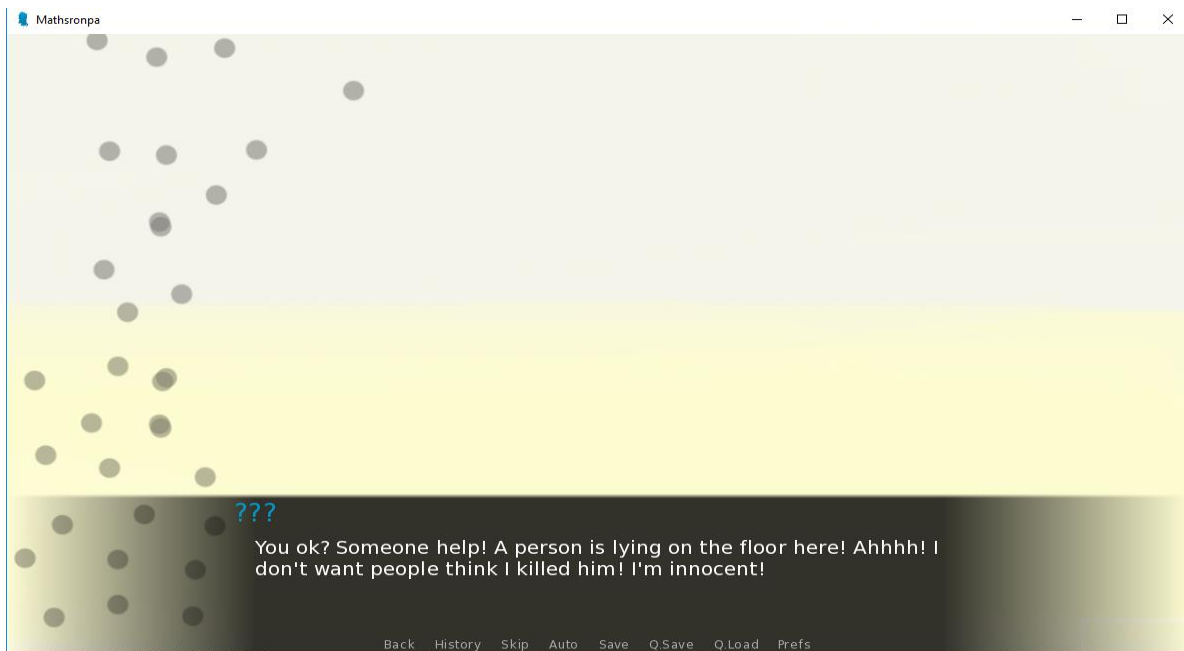 Mathsronpa
???
You ok? Someone help! A person is lying on the floor here! Ahhhh! I
don't want people think I killed him! I'm innocent!
Back History Skip Auto Save Q.Save Q.Load Prefs